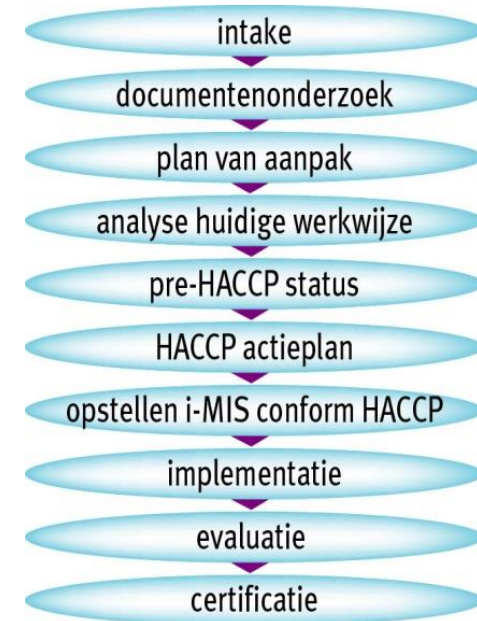 intake
documentenonderzoek
plan van aanpak
analyse huidige werkwijze
pre-HACCP status
HACCP actieplan
opstellen i-MIS conform HACCP
implementatie
evaluatie
certificatie